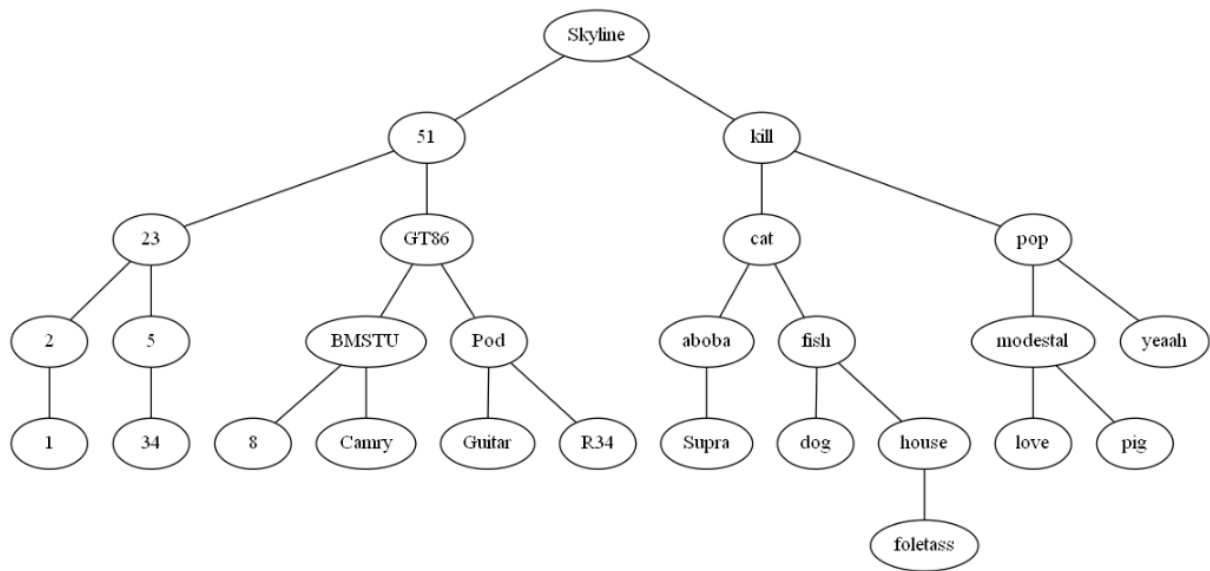 Skyline
51
kill
23
GT86
cat
pop
2
5
BMSTU
Pod
aboba
fish
modestal
yeaah
1
34
8
Camry
Guitar
R34
Supra
dog
house
love
pig
foletass